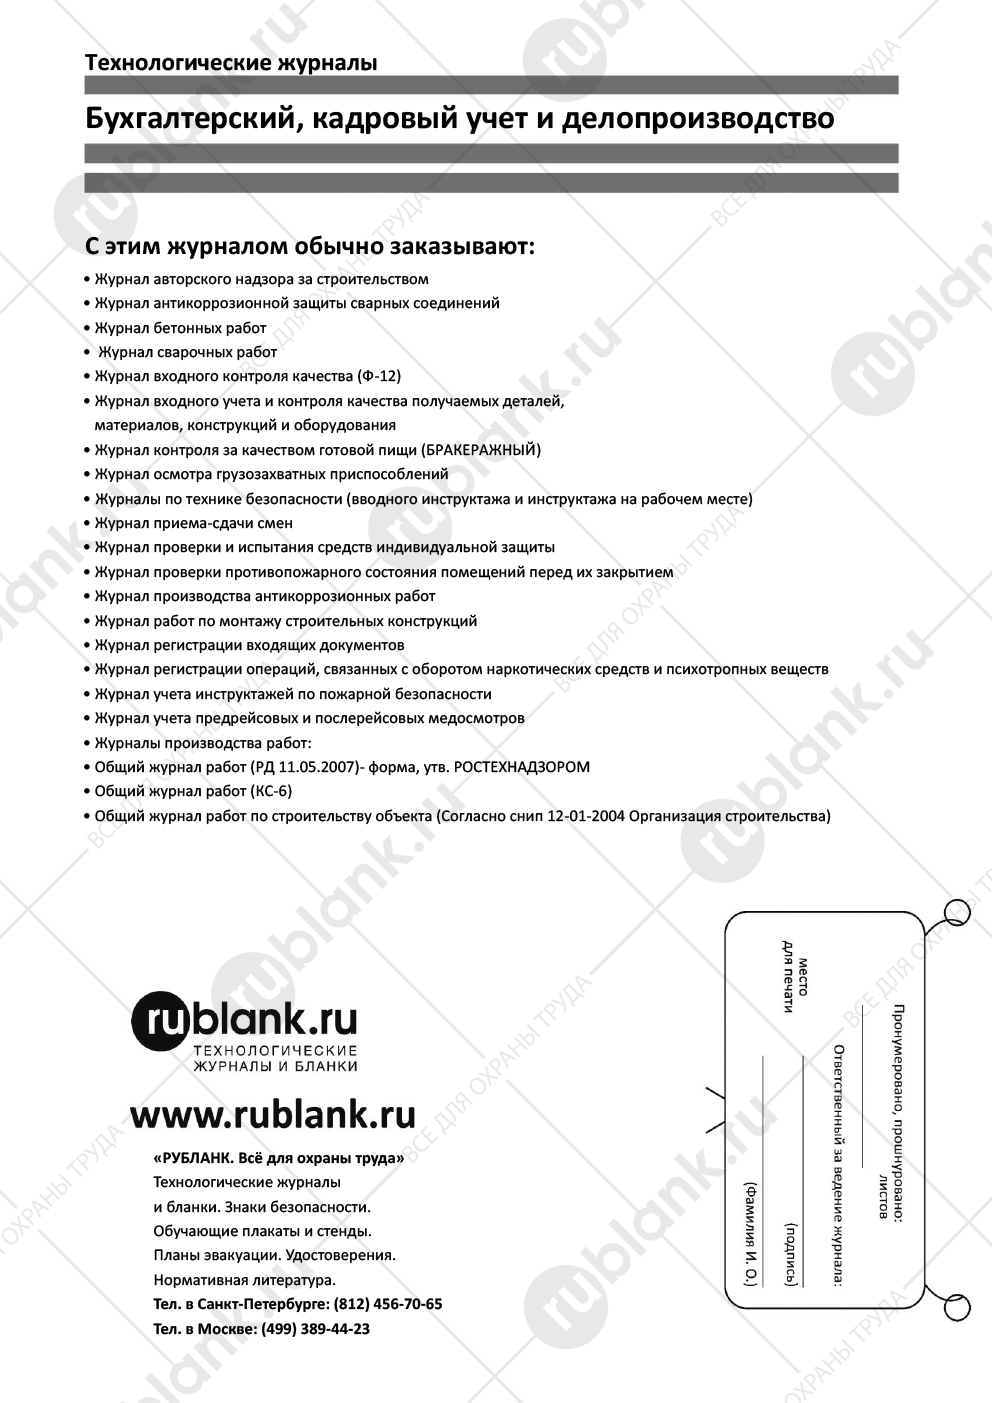 Технологические журналы
Бухгалтерский, кадровый учет и делопроизводство
С этим журналом обычно заказывают:
• Журнал авторского надзора за строительством
• Журнал антикоррозионной защиты сварных соединений
• Журнал бетонных работ
• Журнал сварочных работ
• Журнал входного контроля качества (Ф-12)
• Журнал входного учета и контроля качества получаемых деталей,
материалов, конструкций и оборудования
• Журнал контроля за качеством готовой пищи (БРАКЕРАЖНЫЙ)
• Журнал осмотра грузозахватных приспособлений
• Журналы по технике безопасности (вводного инструктажа и инструктажа на рабочем месте)
• Журнал приема-сдачи смен
• Журнал проверки и испытания средств индивидуальной защиты
• Журнал проверки противопожарного состояния помещений перед их закрытием
• Журнал производства антикоррозионных работ
• Журнал работ по монтажу строительных конструкций
• Журнал регистрации входящих документов
• Журнал регистрации операций, связанных с оборотом наркотических средств и психотропных веществ
• Журнал учета инструктажей по пожарной безопасности
• Журнал учета предрейсовых и послерейсовых медосмотров
• Журналы производства работ:
• Общий журнал работ (РД 11.05.2007)- форма, утв. РОСТЕХНАДЗОРОМ
• Общий журнал работ (КС-6)
• Общий журнал работ по строительству объекта (Согласно снип 12-01-2004 Организация строительства)
rublank.ru
ТЕХНОЛОГИЧЕСКИЕ
ЖУРНАЛЫ И БЛАНКИ
www.rublank.ru
«РУБЛАНК. Всё для охраны труда»
Технологические журналы
и бланки. Знаки безопасности.
Обучающие плакаты и стенды.
Планы эвакуации. Удостоверения.
Нормативная литература.
Тел. в Санкт-Петербурге: (812) 456-70-65
Тел. в Москве: (499) 389-44-23
Пронумеровано, прошнуровано:
листов
Ответственный за ведение журнала:
место
для печати
(подпись)
(Фамилия И. О.)
rublank.ru
ВСЕ ДЛЯ ОХРАНЫ ТРУДА